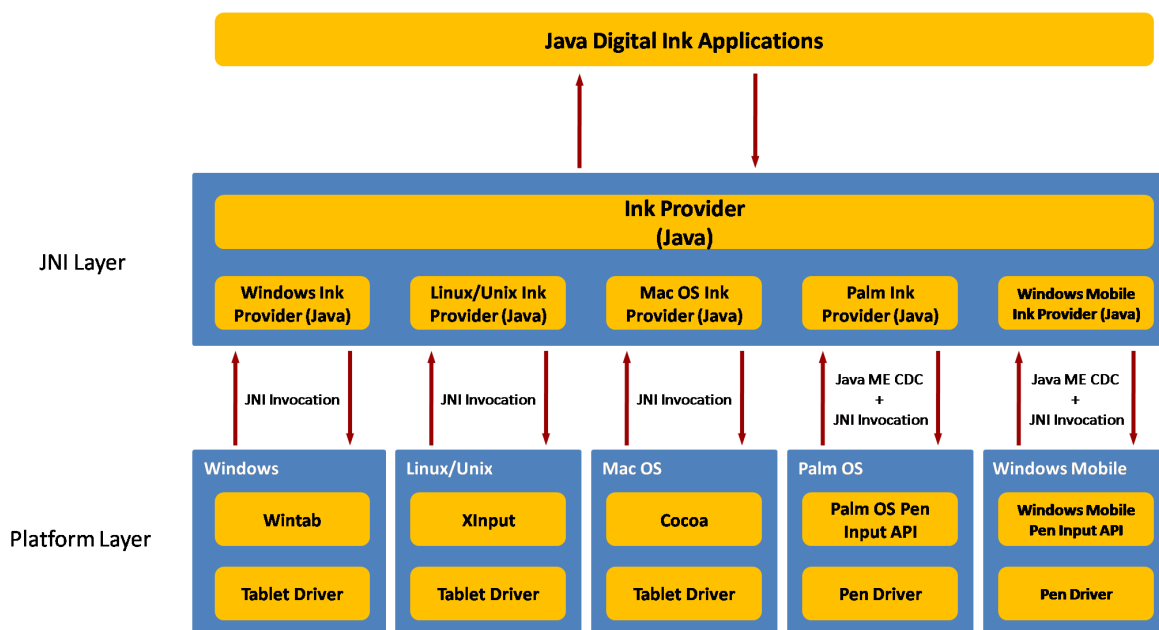 Java Digital Ink Applications
JNI Layer
Ink Provider
(Java)
Windows Ink
Provider (Java)
Linux/Unix Ink
Provider (Java)
Mac OS Ink
Provider (Java)
Palm Ink
Provider (Java)
Windows Mobile
Ink Provider (Java)
JNI Invocation
JNI Invocation
JNI Invocation
Java ME CDC
+
JNI Invocation
Java ME CDC
+
JNI Invocation
Platform Layer
Windows
Wintab
Tablet Driver
Linux/Unix
XInput
Tablet Driver
Mac OS
Cocoa
Tablet Driver
Palm OS
Palm OS Pen
Input API
Pen Driver
Windows Mobile
Windows Mobile
Pen Input API
Pen Driver